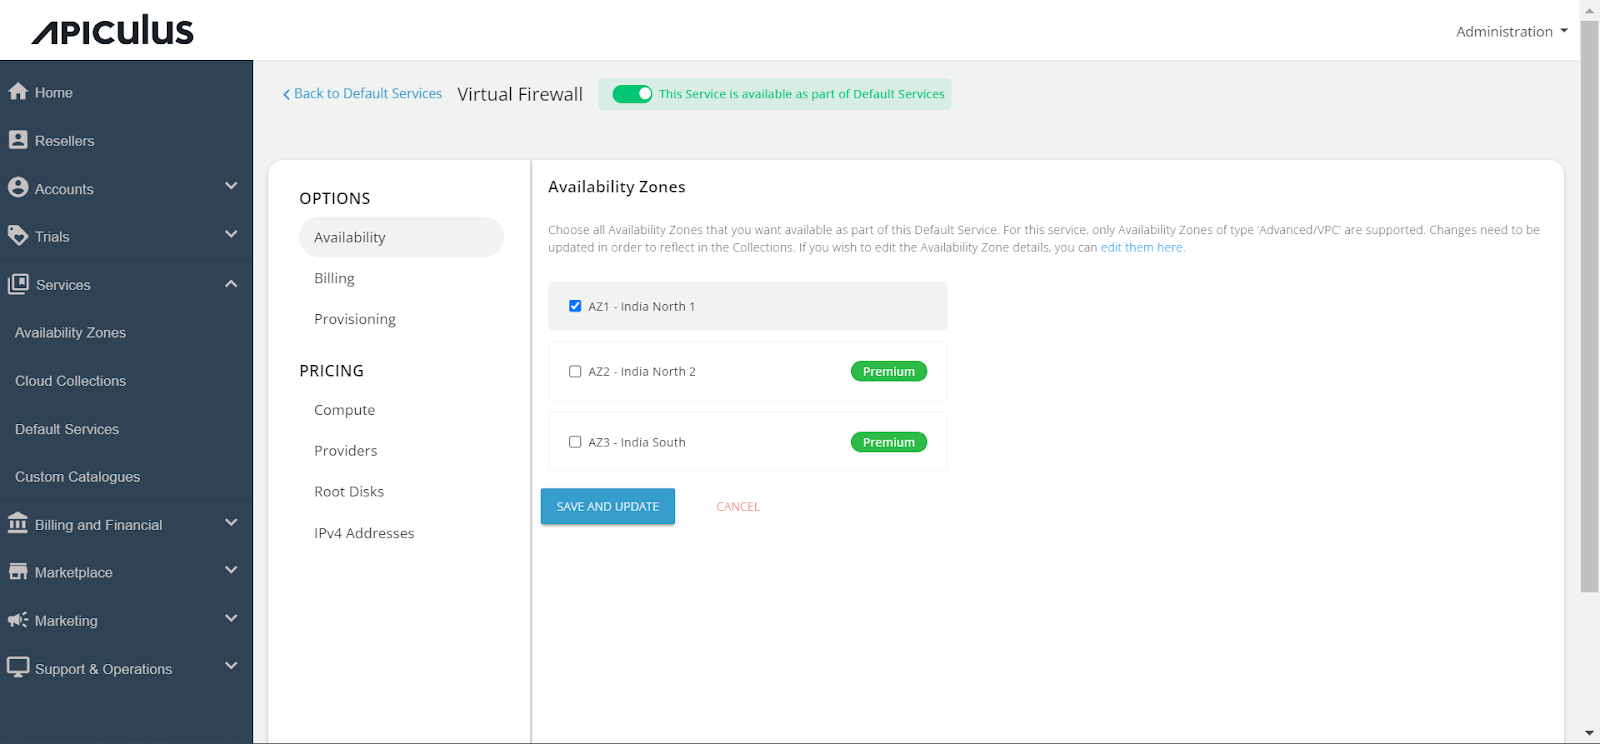 APICULUS
Administration
Home
Resellers
Accounts
Trials
Services
Availability Zones
Cloud Collections
Default Services
Custom Catalogues
Billing and Financial
Marketplace
Marketing
Support & Operations
Back to Default Services
Virtual Firewall
This Service is available as part of Default Services
OPTIONS
Availability
Billing
Provisioning
PRICING
Compute
Providers
Root Disks
IPv4 Addresses
Availability Zones
Choose all Availability Zones that you want available as part of this Default Service. For this service, only Availability Zones of type 'Advanced/VPC' are supported. Changes need to be
updated in order to reflect in the Collections. If you wish to edit the Availability Zone details, you can edit them here.
AZ1 - India North 1
AZ2 - India North 2 Premium
AZ3 - India South Premium
SAVE AND UPDATE CANCEL